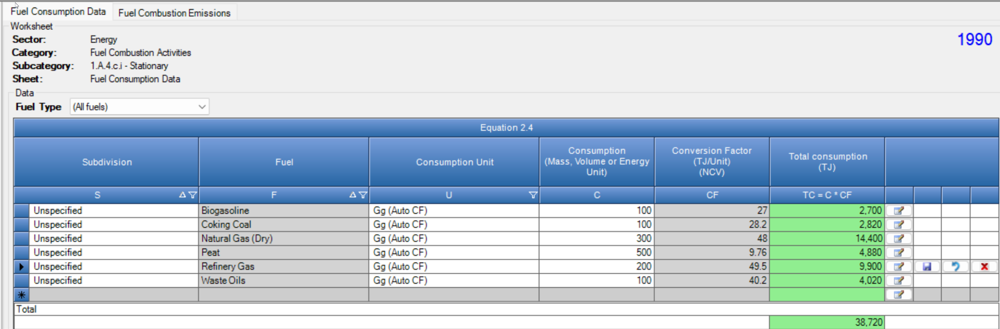 Fuel Consumption Data Fuel Combustion Emissions
Worksheet
Sector: Energy 1990
Category: Fuel Combustion Activities
Subcategory: 1.A.4.c.i - Stationary
Sheet: Fuel Consumption Data
Data
Fuel Type (All fuels)
Equation 2.4
Subdivision Fuel Consumption Unit Consumption (Mass, Volume or Energy Unit) Conversion Factor (TJ/Unit) (NCV) Total consumption (TJ)
S F U C CF TC = C * CF
Unspecified Biogasoline Gg (Auto CF) 100 27 2,700
Unspecified Coking Coal Gg (Auto CF) 100 28.2 2,820
Unspecified Natural Gas (Dry) Gg (Auto CF) 300 48 14,400
Unspecified Peat Gg (Auto CF) 500 9.76 4,880
Unspecified Refinery Gas Gg (Auto CF) 200 49.5 9,900
Unspecified Waste Oils Gg (Auto CF) 100 40.2 4,020
Total
38,720